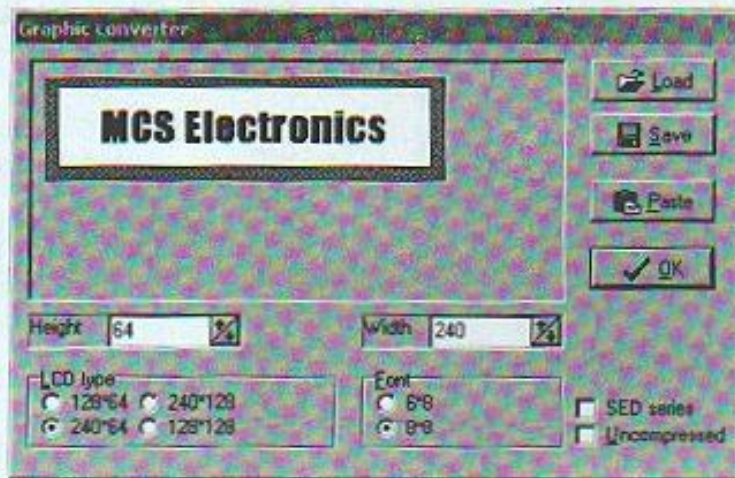 Graphic converter
MCS Electronics
Load
Save
Paste
OK
Height 64
Width 240
LCD type
128*64 240*128
240*64 128*128
Font
6*8
8*8
SED series
Uncompressed